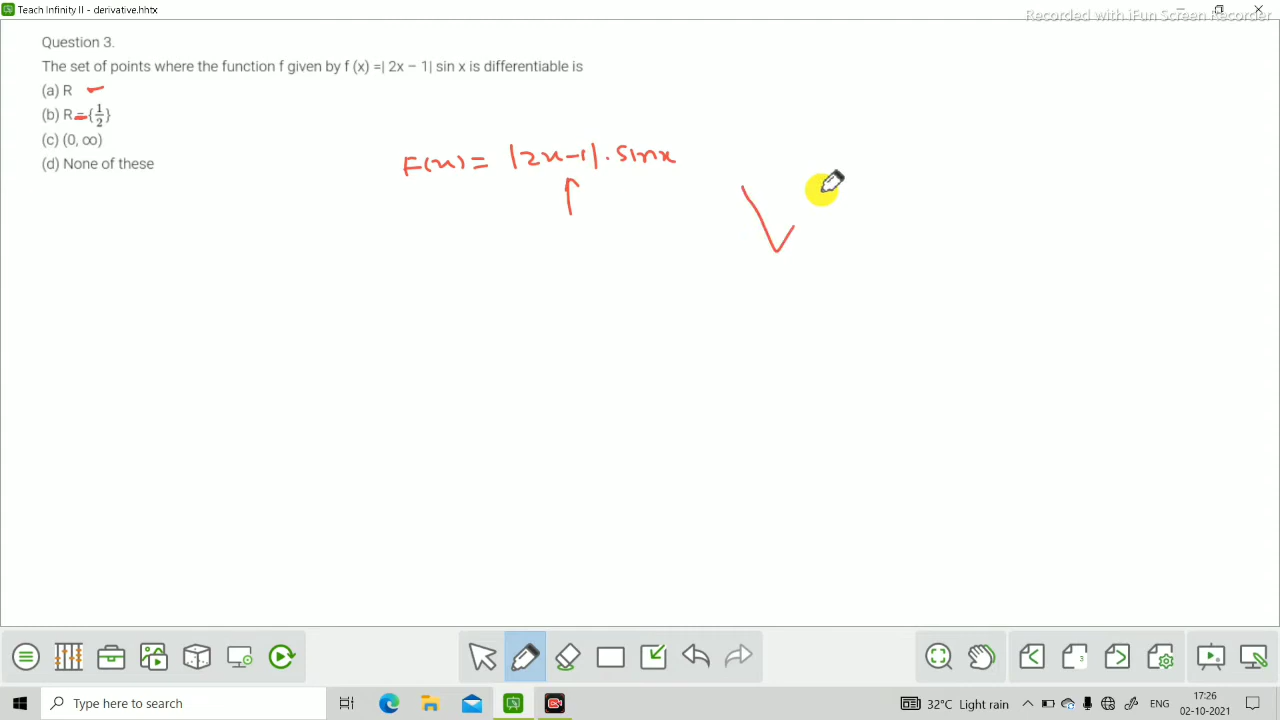 Teach Infinity II - derivative.hhtx
Recorded with iFun Screen Recorder
Question 3.
The set of points where the function f given by f (x) =| 2x − 1| sin x is differentiable is
(a) R
(b) R = {1/2}
(c) (0, ∞)
(d) None of these
F(x) = |2x-1| . sinx
3
Type here to search
32°C Light rain
ENG
17:26
02-10-2021